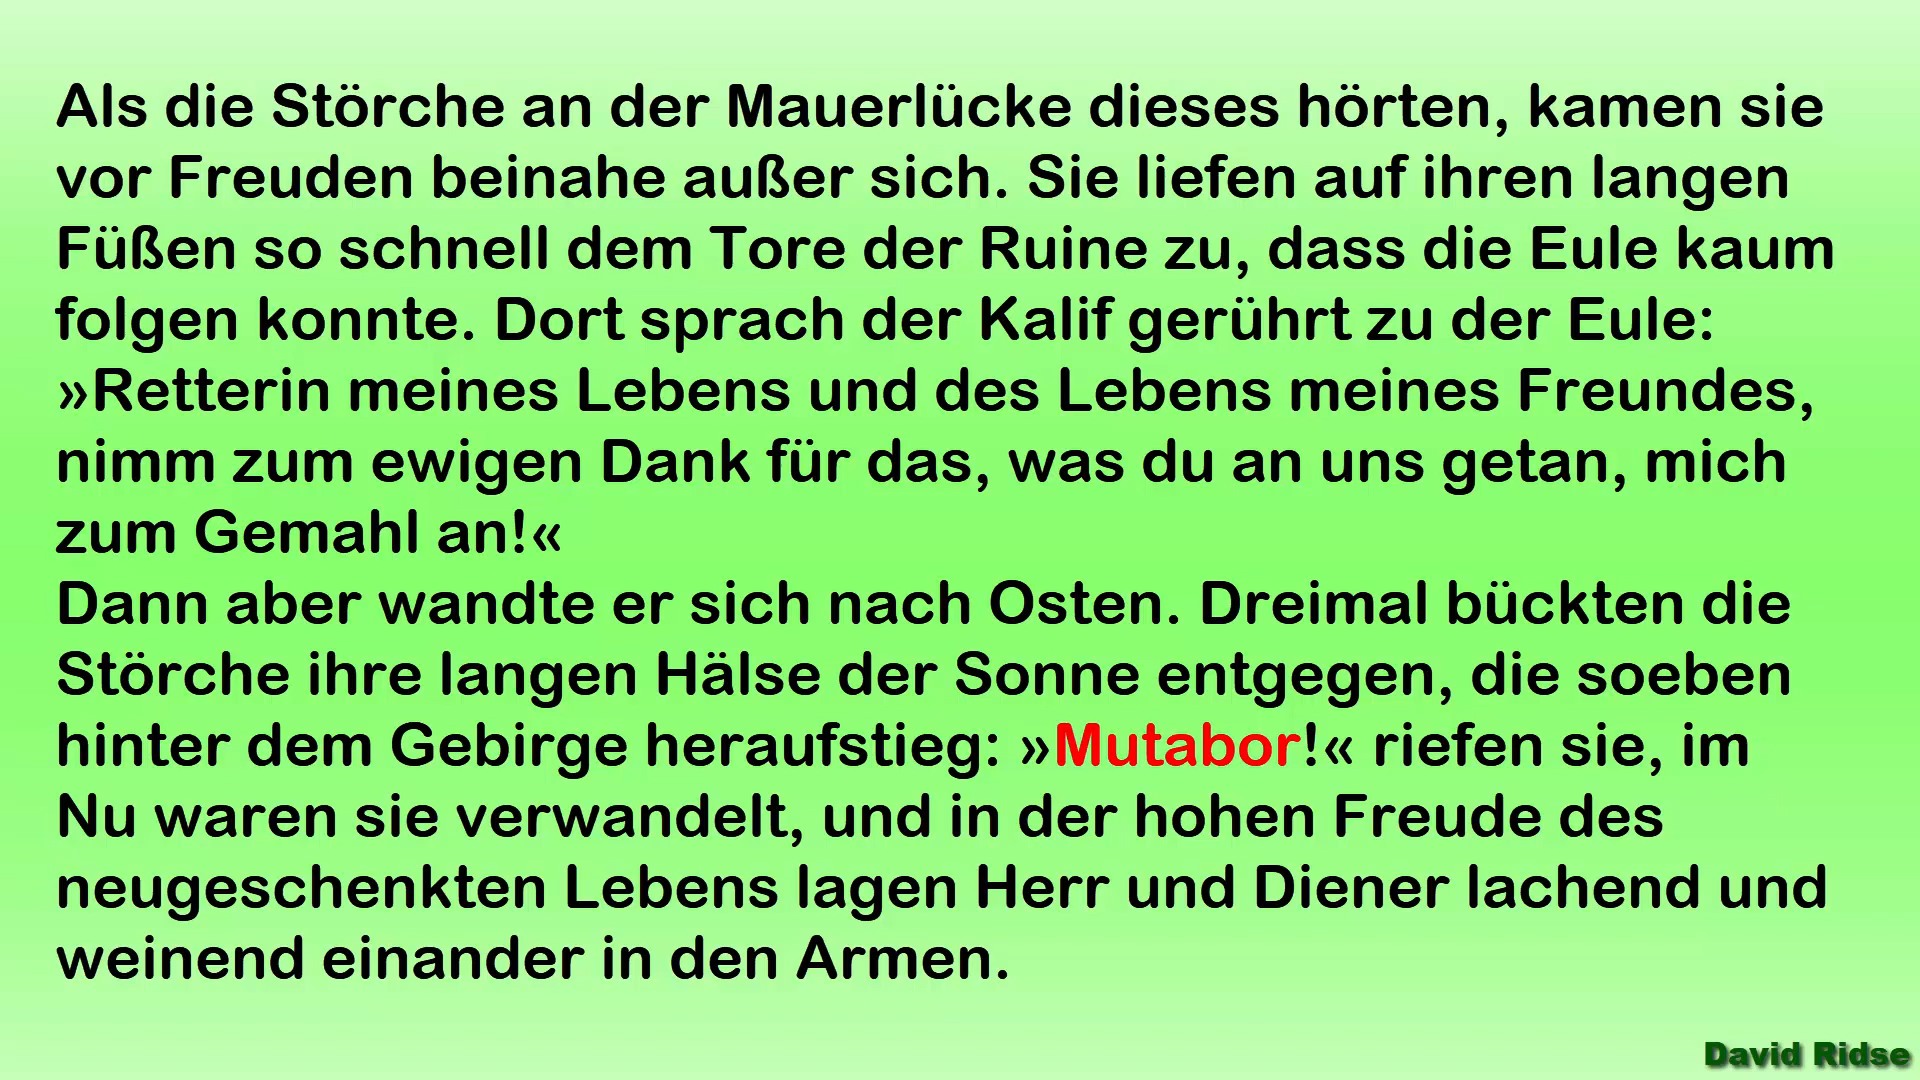 Als die Störche an der Mauerlücke dieses hörten, kamen sie
vor Freuden beinahe außer sich. Sie liefen auf ihren langen
Füßen so schnell dem Tore der Ruine zu, dass die Eule kaum
folgen konnte. Dort sprach der Kalif gerührt zu der Eule:
»Retterin meines Lebens und des Lebens meines Freundes,
nimm zum ewigen Dank für das, was du an uns getan, mich
zum Gemahl an!«
Dann aber wandte er sich nach Osten. Dreimal bückten die
Störche ihre langen Hälse der Sonne entgegen, die soeben
hinter dem Gebirge heraufstieg: »Mutabor!« riefen sie, im
Nu waren sie verwandelt, und in der hohen Freude des
neugeschenkten Lebens lagen Herr und Diener lachend und
weinend einander in den Armen.
David Ridse